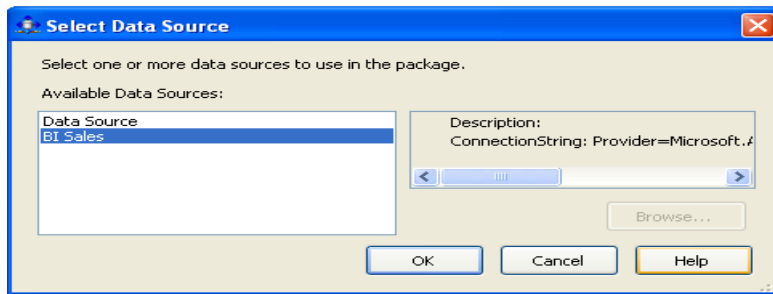 Select Data Source
Select one or more data sources to use in the package.
Available Data Sources:
Data Source
BI Sales
Description:
ConnectionString: Provider=Microsoft.
Browse...
OK
Cancel
Help